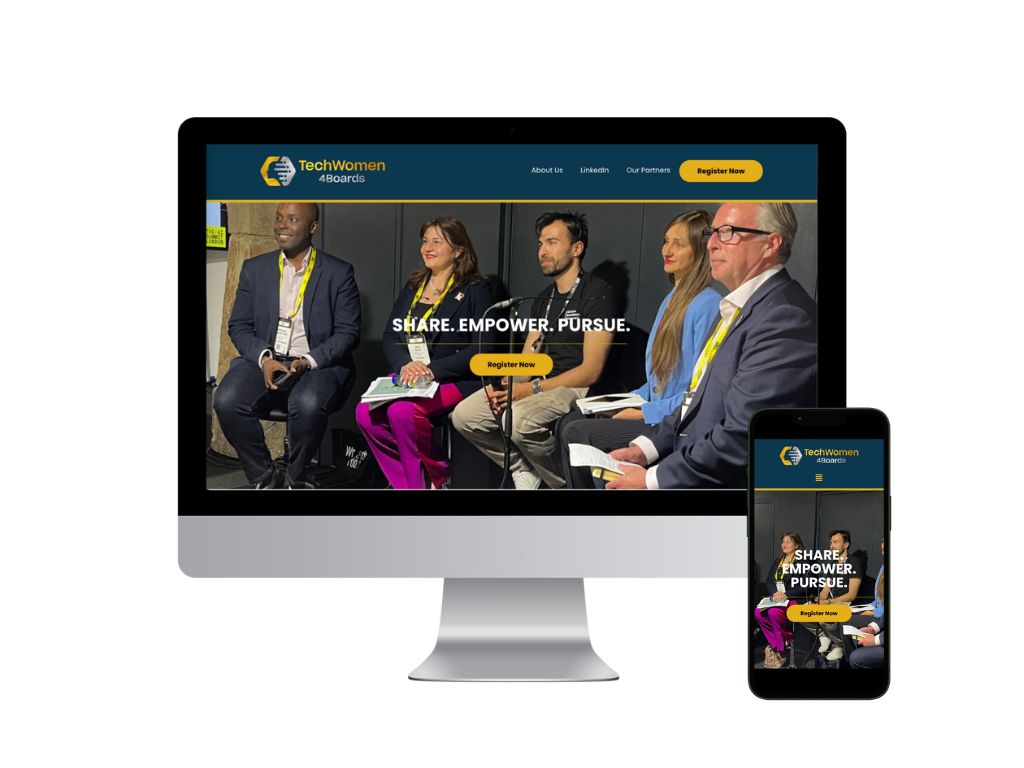 TechWomen
4Boards
About Us
LinkedIn
Our Partners
Register Now
SHARE. EMPOWER. PURSUE.
Register Now
TechWomen
4Boards
SHARE.
EMPOWER.
PURSUE.
Register Now